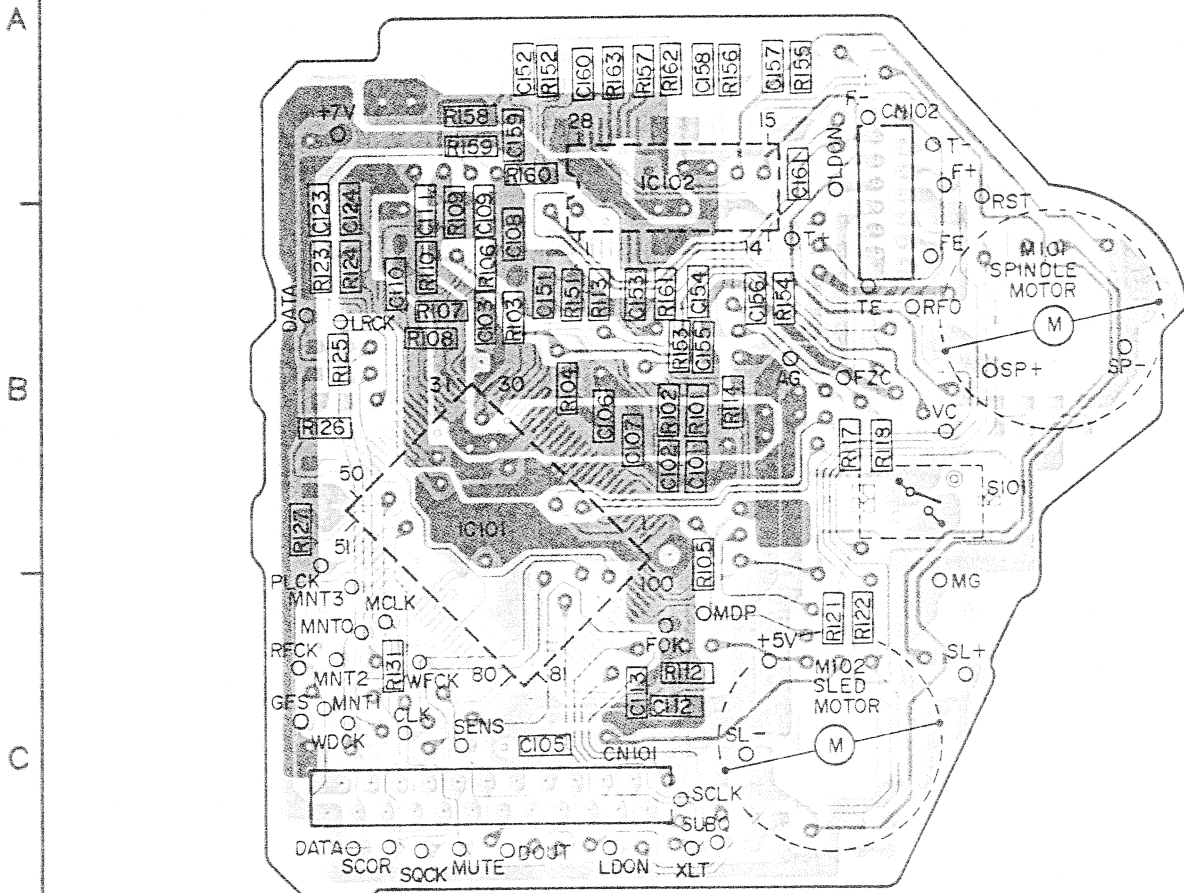 A
B
C
C152
R152
C160
R163
R157
R162
C158
R156
C157
R155
+7V
R158
R159
C159
R160
28
15
IC102
1
14
C161
LDON
F-
CN102
T-
F+
RST
FE
T+
TE
RFO
M101
SPINDLE
MOTOR
M
SP+
SP-
C123
C124
C111
R109
C109
C108
R123
R124
C110
R106
R107
R108
C103
R103
C151
R151
R113
C153
R161
C154
C156
R154
DATA
LRCK
R125
R153
C155
AG
FZC
VC
31
30
R104
C106
C107
R102
R101
C102
C101
R114
R117
R118
S101
R126
50
R127
51
IC101
100
R105
PLCK
MNT3
MCLK
MNT0
RFCK
MNT2
R131
WFCK
80
81
GFS
MNT1
WDCK
CLK
SENS
C105
CN101
FOK
R112
C113
C112
MDP
+5V
R121
R122
MG
SL+
M102
SLED
MOTOR
SL-
M
SCLK
SUBQ
DATA
SCOR
SQCK
MUTE
DOUT
LDON
XLT